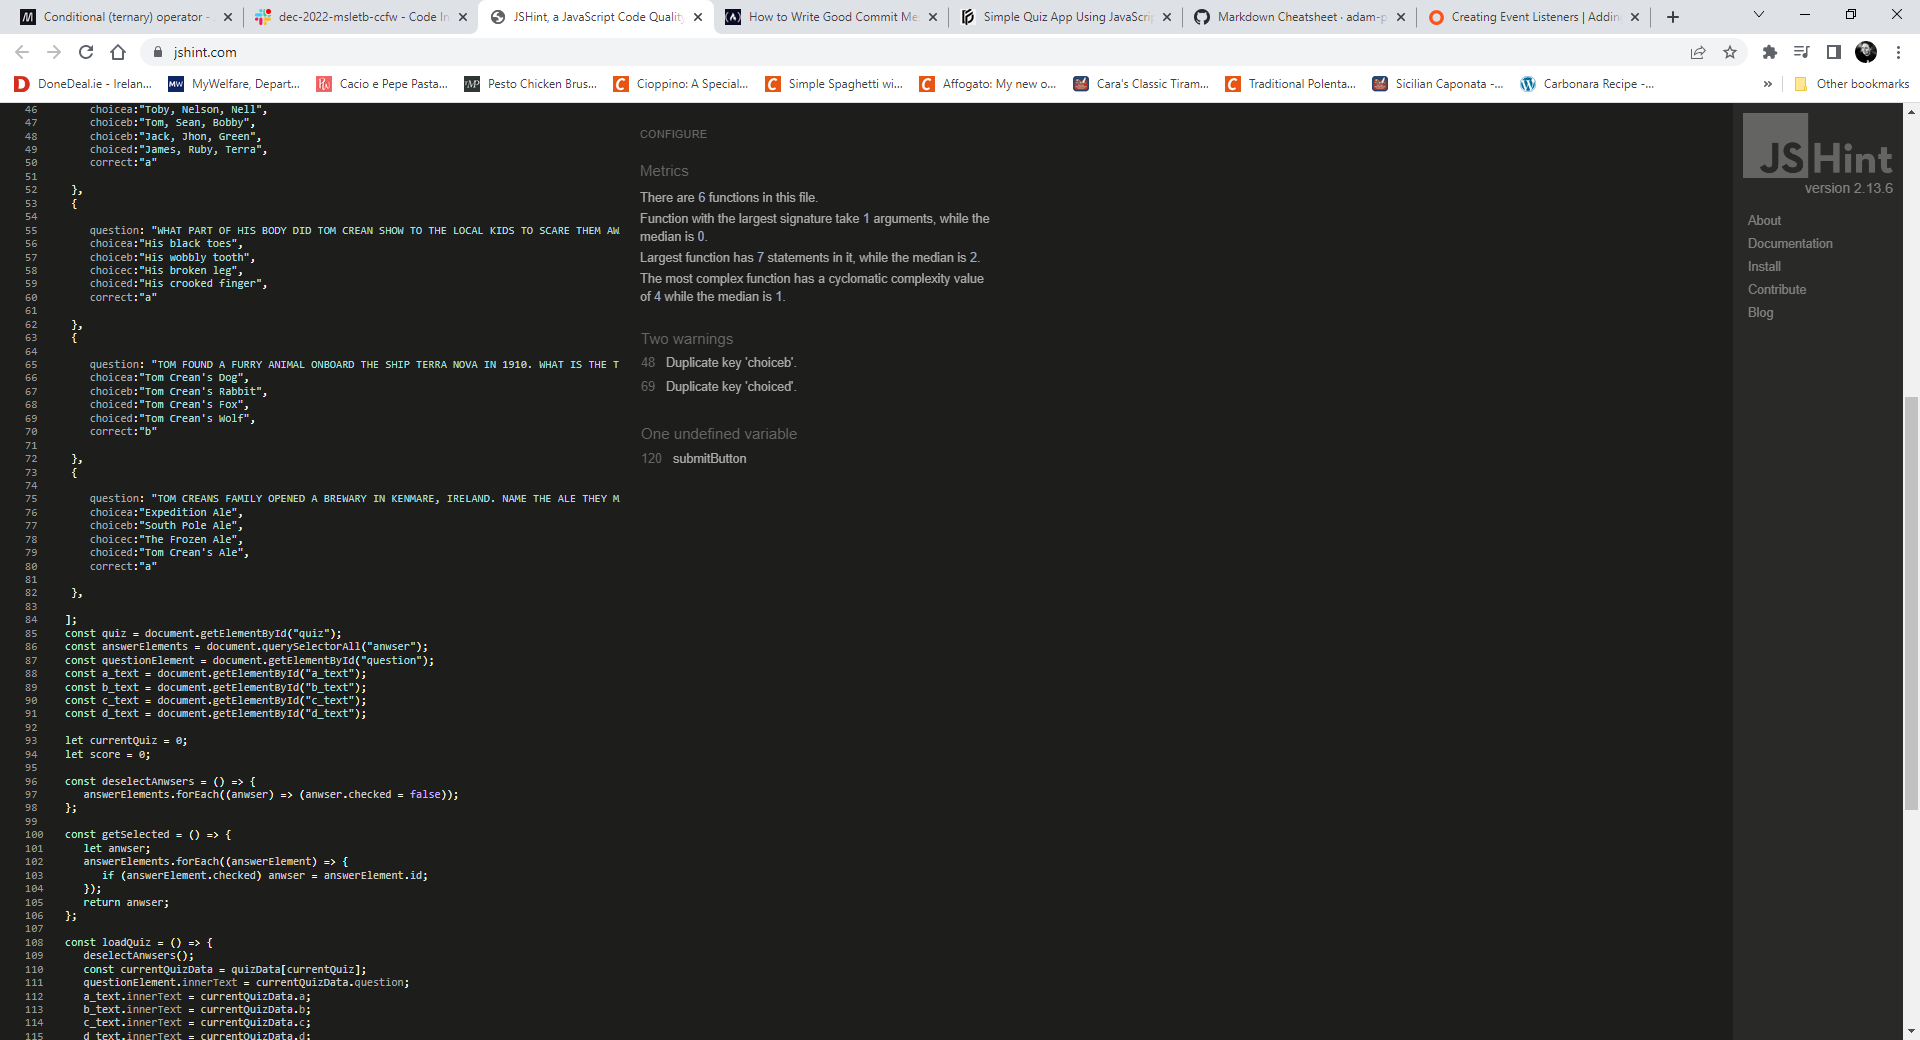 Conditional (ternary) operator -
dec-2022-msletb-ccfw - Code In
JSHint, a JavaScript Code Quality
How to Write Good Commit Me
Simple Quiz App Using JavaScrip
Markdown Cheatsheet · adam-p
Creating Event Listeners | Addin
jshint.com
DoneDeal.ie - Irelan...
MW
MyWelfare, Depart...
Cacio e Pepe Pasta...
Pesto Chicken Brus...
Cioppino: A Special...
Simple Spaghetti wi...
Affogato: My new o...
Cara's Classic Tiram...
Traditional Polenta...
Sicilian Caponata -...
Carbonara Recipe -...
»
Other bookmarks
46 choicea:"Toby, Nelson, Nell",
47 choiceb:"Tom, Sean, Bobby",
48 choiceb:"Jack, Jhon, Green",
49 choiced:"James, Ruby, Terra",
50 correct:"a"
51
52 },
53 {
54
55 question: "WHAT PART OF HIS BODY DID TOM CREAN SHOW TO THE LOCAL KIDS TO SCARE THEM AW
56 choicea:"His black toes",
57 choiceb:"His wobbly tooth",
58 choicec:"His broken leg",
59 choiced:"His crooked finger",
60 correct:"a"
61
62 },
63 {
64
65 question: "TOM FOUND A FURRY ANIMAL ONBOARD THE SHIP TERRA NOVA IN 1910. WHAT IS THE T
66 choicea:"Tom Crean's Dog",
67 choiceb:"Tom Crean's Rabbit",
68 choiced:"Tom Crean's Fox",
69 choiced:"Tom Crean's Wolf",
70 correct:"b"
71
72 },
73 {
74
75 question: "TOM CREANS FAMILY OPENED A BREWARY IN KENMARE, IRELAND. NAME THE ALE THEY M
76 choicea:"Expedition Ale",
77 choiceb:"South Pole Ale",
78 choicec:"The Frozen Ale",
79 choiced:"Tom Crean's Ale",
80 correct:"a"
81
82 },
83
84 ];
85 const quiz = document.getElementById("quiz");
86 const answerElements = document.querySelectorAll("anwser");
87 const questionElement = document.getElementById("question");
88 const a_text = document.getElementById("a_text");
89 const b_text = document.getElementById("b_text");
90 const c_text = document.getElementById("c_text");
91 const d_text = document.getElementById("d_text");
92
93 let currentQuiz = 0;
94 let score = 0;
95
96 const deselectAnwsers = () => {
97 answerElements.forEach((anwser) => (anwser.checked = false));
98 };
99
100 const getSelected = () => {
101 let anwser;
102 answerElements.forEach((answerElement) => {
103 if (answerElement.checked) anwser = answerElement.id;
104 });
105 return anwser;
106 };
107
108 const loadQuiz = () => {
109 deselectAnwsers();
110 const currentQuizData = quizData[currentQuiz];
111 questionElement.innerText = currentQuizData.question;
112 a_text.innerText = currentQuizData.a;
113 b_text.innerText = currentQuizData.b;
114 c_text.innerText = currentQuizData.c;
115 d_text.innerText = currentQuizData.d;
CONFIGURE
Metrics
There are 6 functions in this file.
Function with the largest signature take 1 arguments, while the
median is 0.
Largest function has 7 statements in it, while the median is 2.
The most complex function has a cyclomatic complexity value
of 4 while the median is 1.
Two warnings
48 Duplicate key 'choiceb'.
69 Duplicate key 'choiced'.
One undefined variable
120 submitButton
JSHint
version 2.13.6
About
Documentation
Install
Contribute
Blog